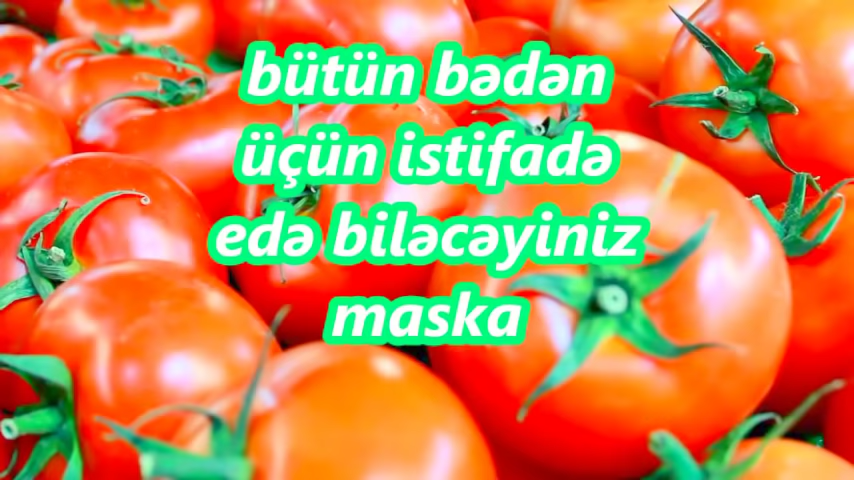 bütün bədən
üçün istifadə
edə biləcəyiniz
maska